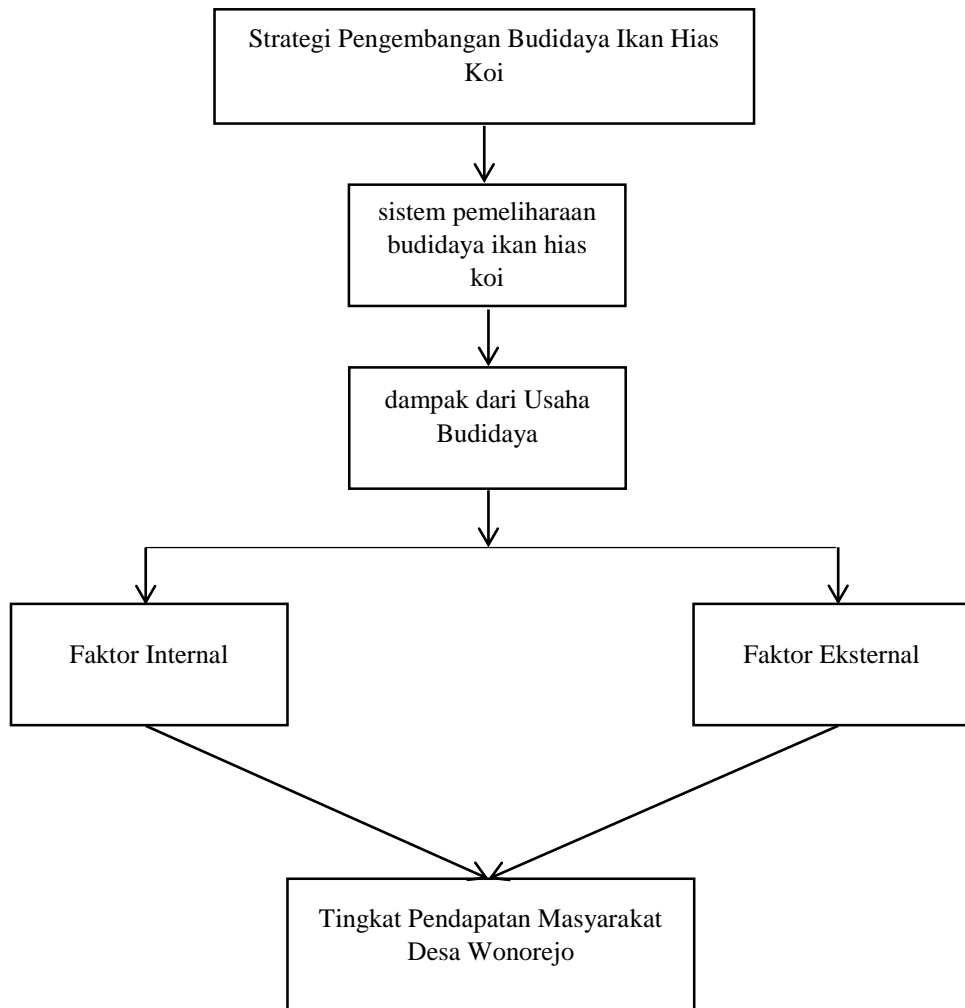 Strategi Pengembangan Budidaya Ikan Hias
Koi
sistem pemeliharaan
budidaya ikan hias
koi
dampak dari Usaha
Budidaya
Faktor Internal
Faktor Eksternal
Tingkat Pendapatan Masyarakat
Desa Wonorejo